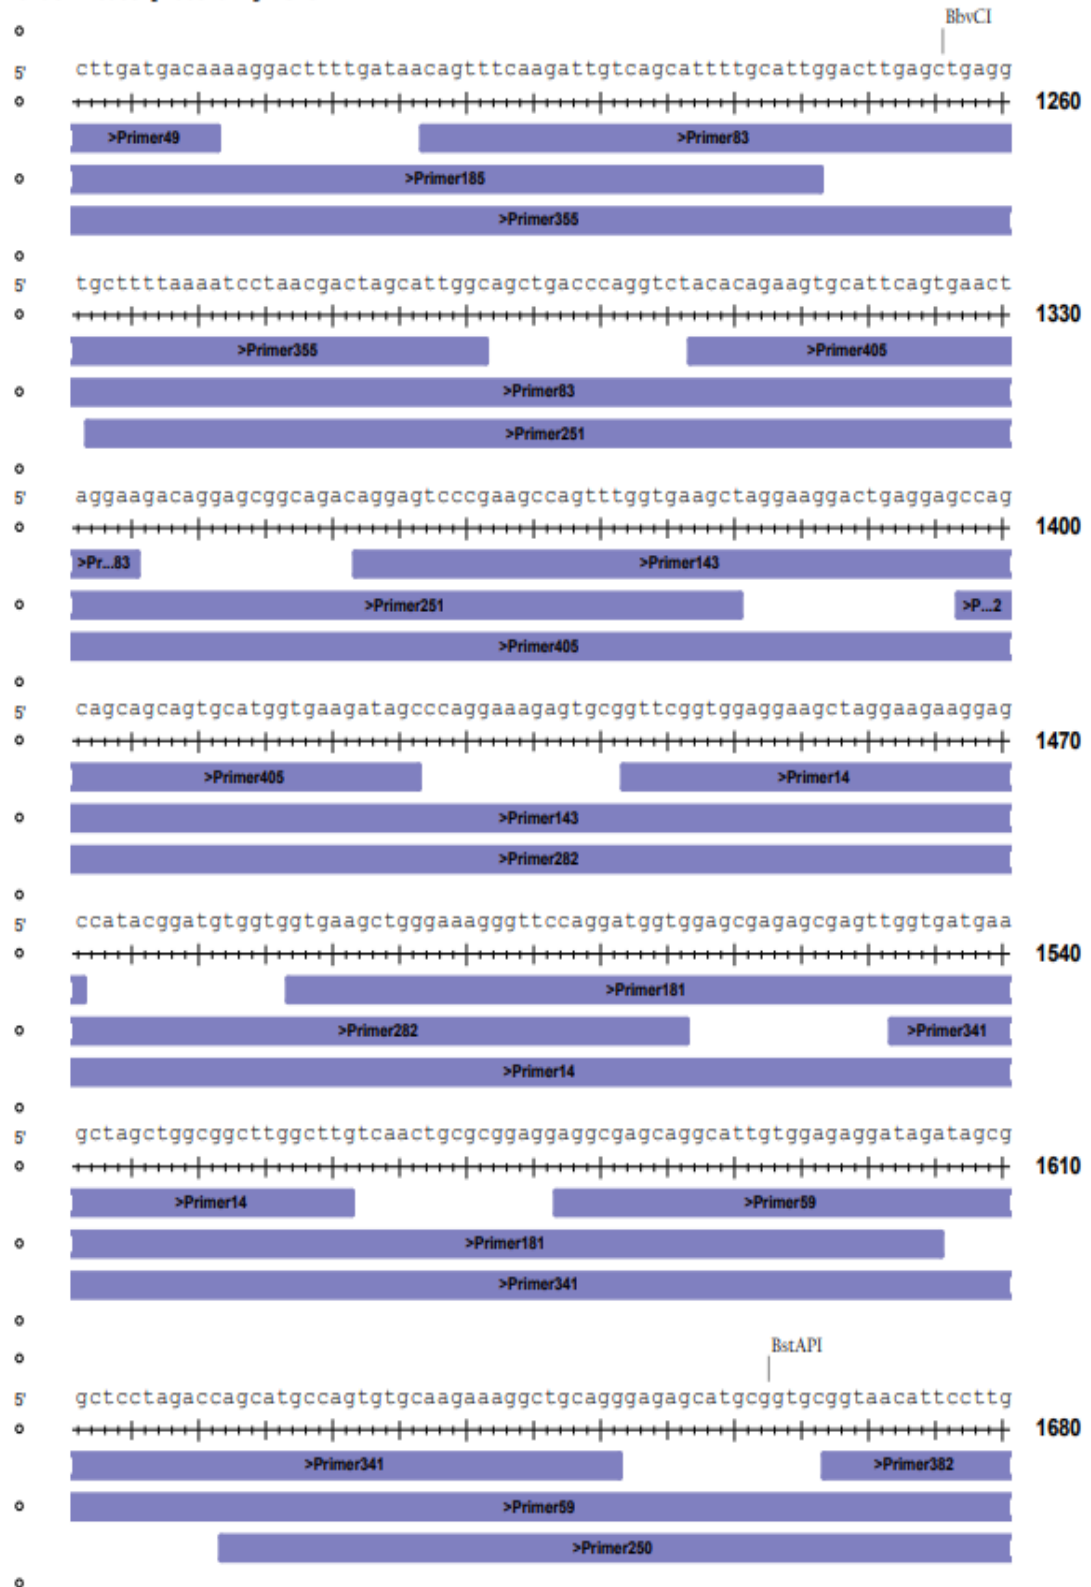 BbvCI
5' cttgatgacaaaaggacttttgataacagtttcaagattgtcagcattttgcattggacttgagctgagg
1260
>Primer49 >Primer83
>Primer185
>Primer355
5' tgcttttaaaatcctaacgactagcattggcagctgacccaggtctacacagaagtgcattcagtgaact
1330
>Primer355 >Primer405
>Primer83
>Primer251
5' aggaagacaggagcggcagacaggagtcccgaagccagtttggtgaagctaggaaggactgaggagccag
1400
>Pr...83 >Primer143
>Primer251 >P...2
>Primer405
5' cagcagcagtgcatggtgaagatagcccaggaaagagtgcggttcggtggaggaagctaggaagaaggag
1470
>Primer405 >Primer14
>Primer143
>Primer282
5' ccatacggatgtggtggtgaagctgggaaagggttccaggatggtggagcgagagcgagttggtgatgaa
1540
>Primer181
>Primer282 >Primer341
>Primer14
5' gctagctggcggcttggcttgtcaactgcgcggaggaggcgagcaggcattgtggagaggatagatagcg
1610
>Primer14 >Primer59
>Primer181
>Primer341
BstAPI
5' gctcctagaccagcatgccagtgtgcaagaaaggctgcagggagagcatgcggtgcggtaacattccttg
1680
>Primer341 >Primer382
>Primer59
>Primer250